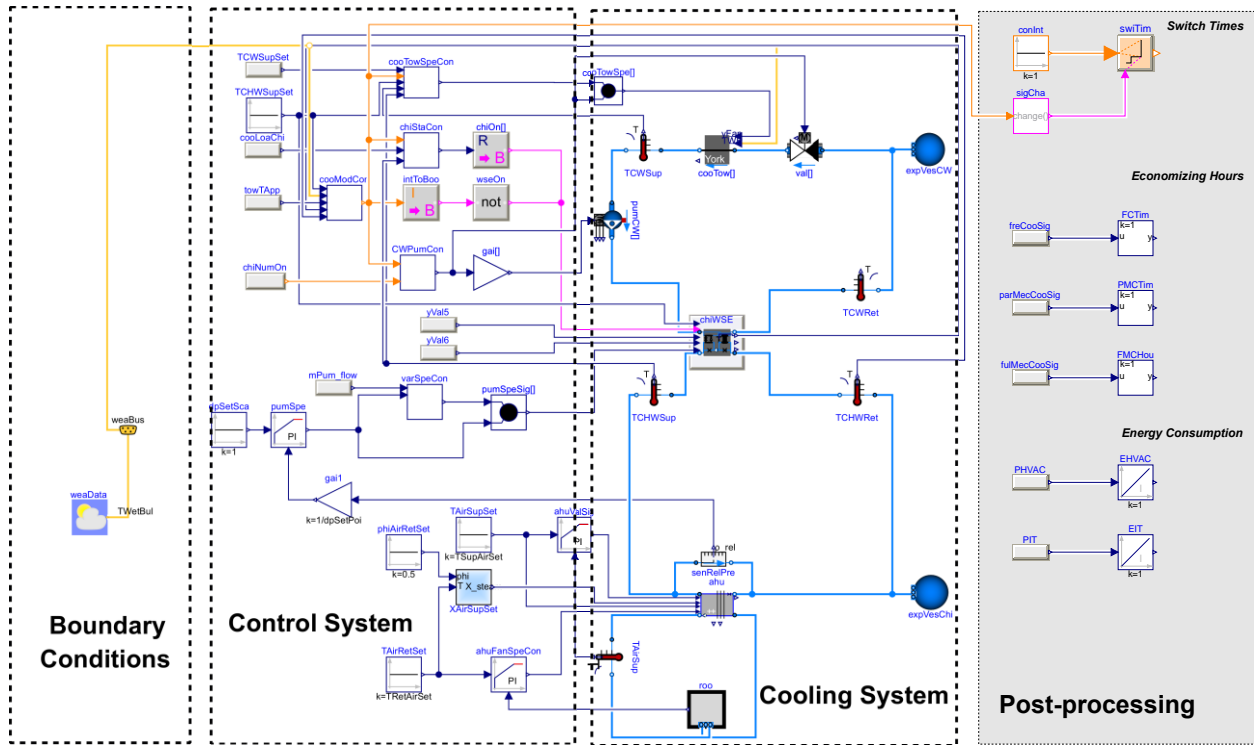 Switch Times
conInt
k=1
swiTim
sigCha
change()
Economizing Hours
freCooSig
FCTim
k=1
u
y
parMecCooSig
PMCTim
k=1
u
y
fulMecCooSig
FMCHou
k=1
u
y
Energy Consumption
PHVAC
EHVAC
I
k=1
PIT
EIT
I
k=1
Post-processing
TCWSupSet
TCHWSupSet
cooLoaChi
towTApp
chiNumOn
cooTowSpeCon
chiStaCon
chiOn[]
R
B
cooModCon
intToBoo
I
B
wseOn
not
CWPumCon
gai[]
yVal5
yVal6
mPum_flow
varSpeCon
pumSpeSig[]
dpSetSca
k=1
pumSpe
PI
gai1
k=1/dpSetPoi
TAirSupSet
k=TSupAirSet
ahuValSi
PI
phiAirRetSet
k=0.5
phi
T
X_ste
XAirSupSet
TAirRetSet
k=TRetAirSet
ahuFanSpeCon
PI
Control System
weaBus
weaData
TWetBul
Boundary
Conditions
cooTowSpe[]
T
TCWSup
York
cooTow[]
M
val[]
expVesCW
pumCW[]
T
TCWRet
chiWSE
T
TCHWSup
T
TCHWRet
p_rel
senRelPre
ahu
expVesChi
TAirSup
T
roo
Cooling System